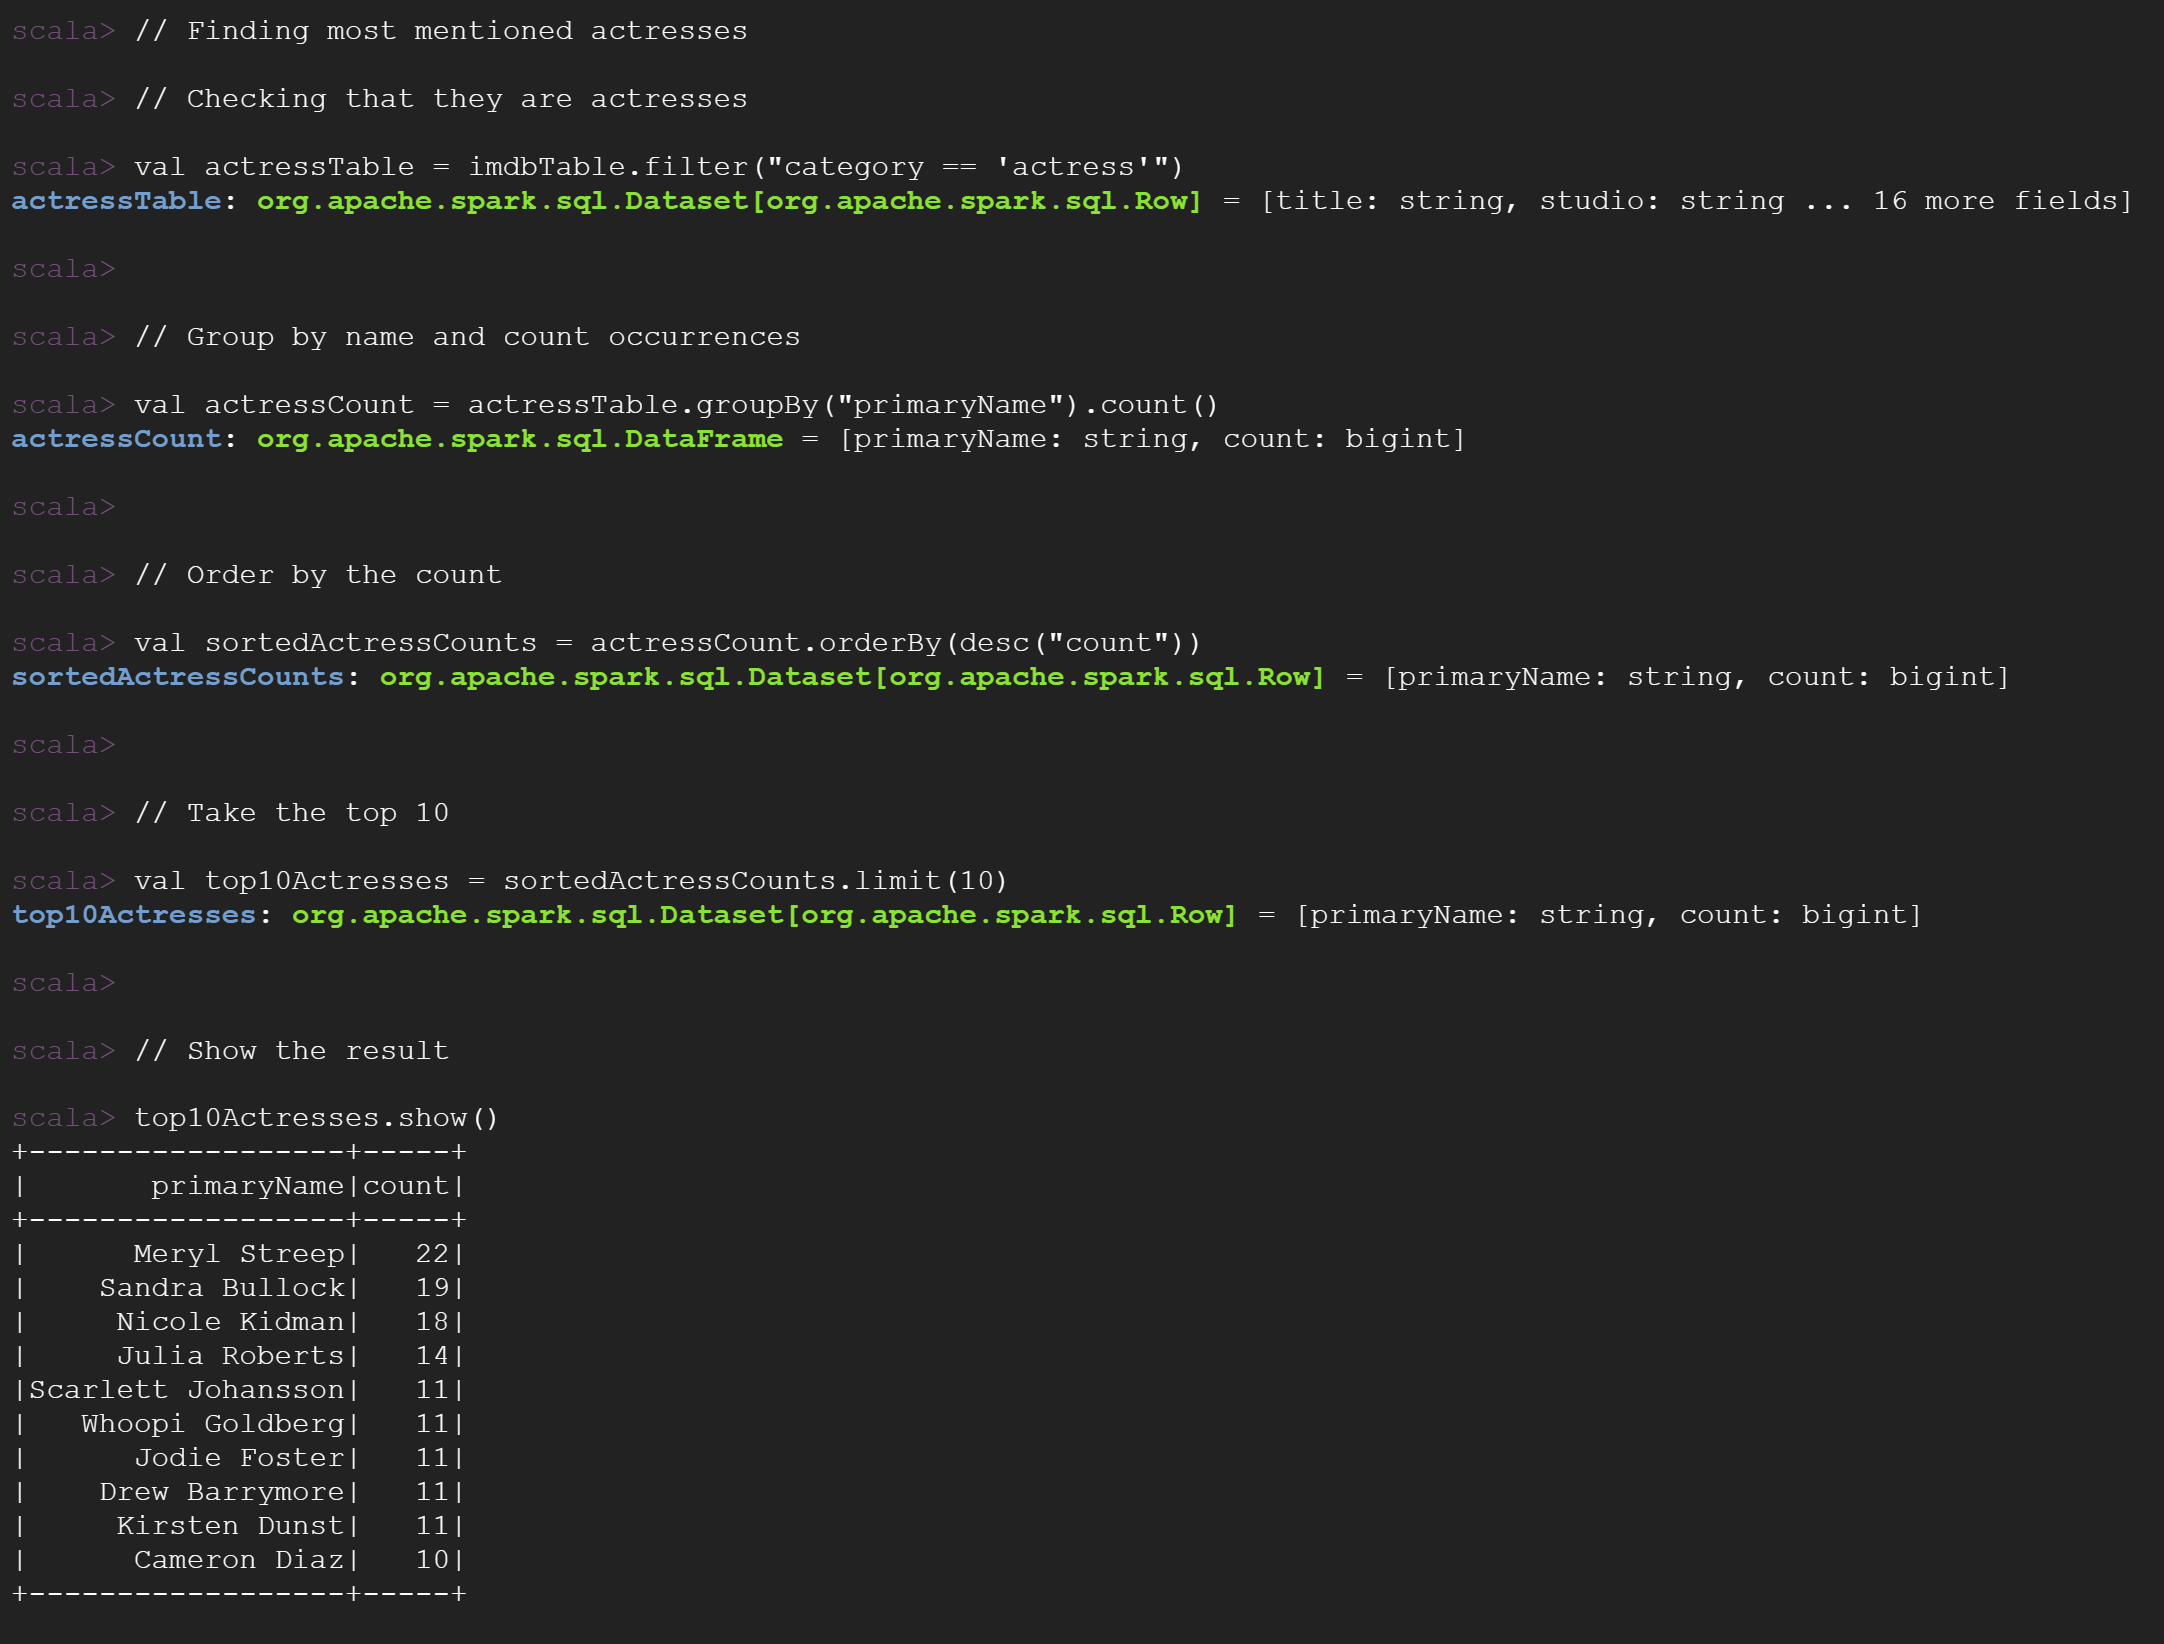 scala> // Finding most mentioned actresses
scala> // Checking that they are actresses
scala> val actressTable = imdbTable.filter("category == 'actress'")
actressTable: org.apache.spark.sql.Dataset[org.apache.spark.sql.Row] = [title: string, studio: string ... 16 more fields]
scala>
scala> // Group by name and count occurrences
scala> val actressCount = actressTable.groupBy("primaryName").count()
actressCount: org.apache.spark.sql.DataFrame = [primaryName: string, count: bigint]
scala>
scala> // Order by the count
scala> val sortedActressCounts = actressCount.orderBy(desc("count"))
sortedActressCounts: org.apache.spark.sql.Dataset[org.apache.spark.sql.Row] = [primaryName: string, count: bigint]
scala>
scala> // Take the top 10
scala> val top10Actresses = sortedActressCounts.limit(10)
top10Actresses: org.apache.spark.sql.Dataset[org.apache.spark.sql.Row] = [primaryName: string, count: bigint]
scala>
scala> // Show the result
scala> top10Actresses.show()
+------------------+-----+
|       primaryName|count|
+------------------+-----+
|      Meryl Streep|   22|
|    Sandra Bullock|   19|
|     Nicole Kidman|   18|
|     Julia Roberts|   14|
|Scarlett Johansson|   11|
|   Whoopi Goldberg|   11|
|      Jodie Foster|   11|
|    Drew Barrymore|   11|
|     Kirsten Dunst|   11|
|      Cameron Diaz|   10|
+------------------+-----+